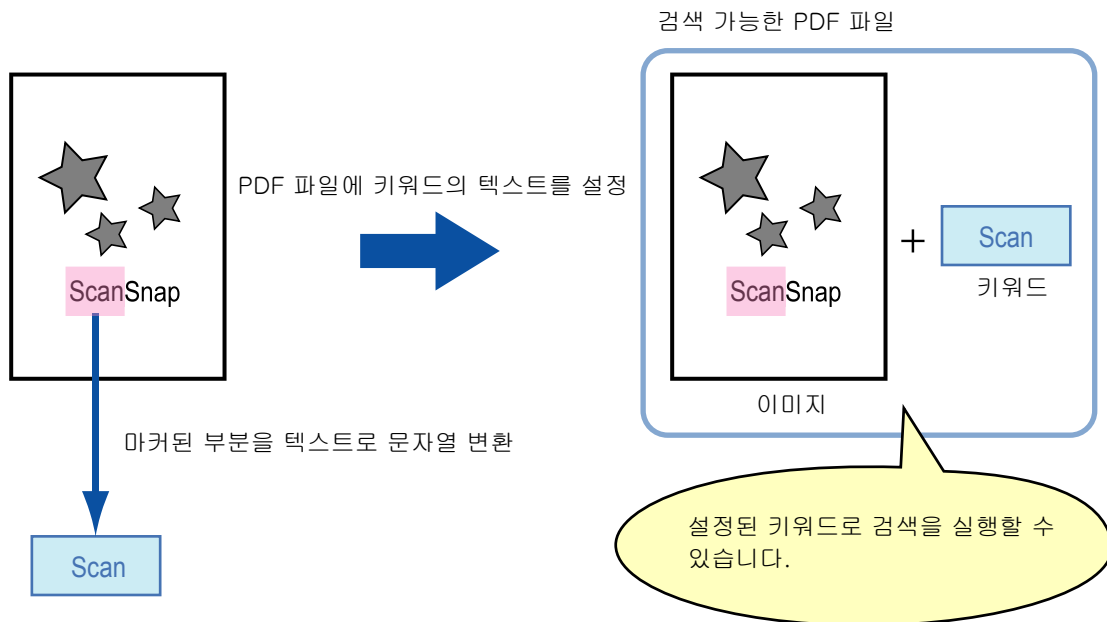 검색 가능한 PDF 파일
PDF 파일에 키워드의 텍스트를 설정
ScanSnap
마커된 부분을 텍스트로 문자열 변환
Scan
ScanSnap
+
Scan
키워드
이미지
설정된 키워드로 검색을 실행할 수
있습니다.